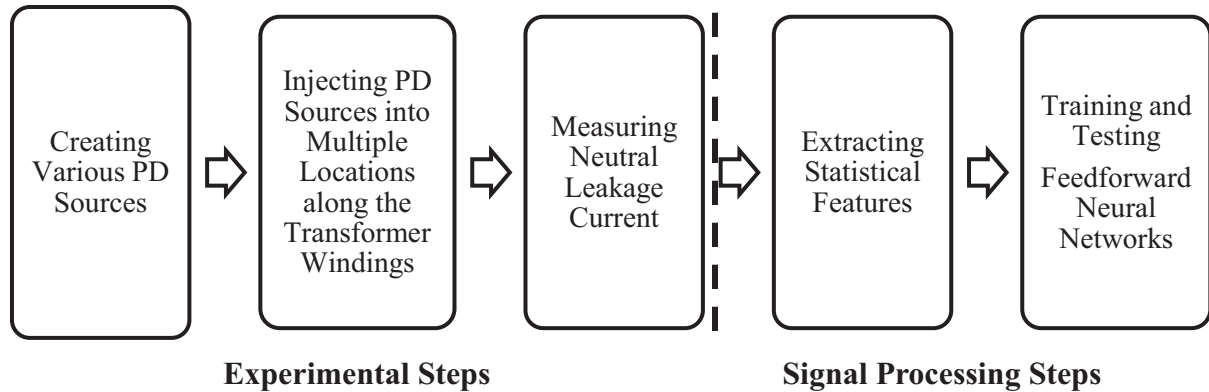 Creating
Various PD
Sources
Injecting PD
Sources into
Multiple
Locations
along the
Transformer
Windings
Measuring
Neutral
Leakage
Current
Extracting
Statistical
Features
Training and
Testing
Feedforward
Neural
Networks
Experimental Steps
Signal Processing Steps